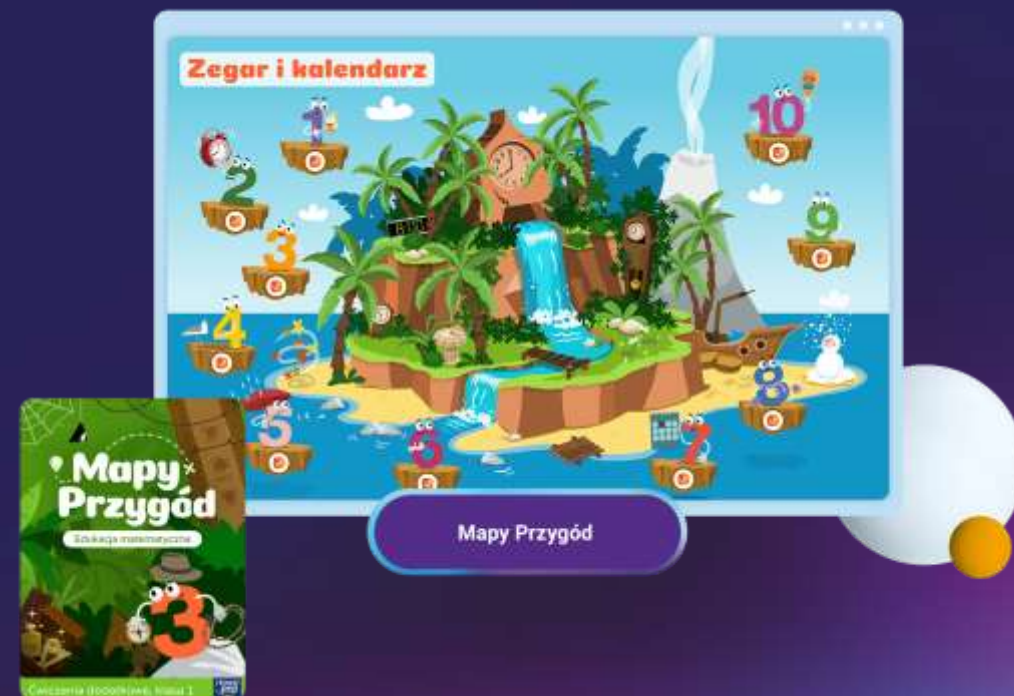 Zegar i kalendarz
1
2
3
4
5
6
7
8
9
10
Mapy
Przygód
Edukacja matematyczna
3
Ćwiczenia dodatkowe, klasa 1
Mapy Przygód